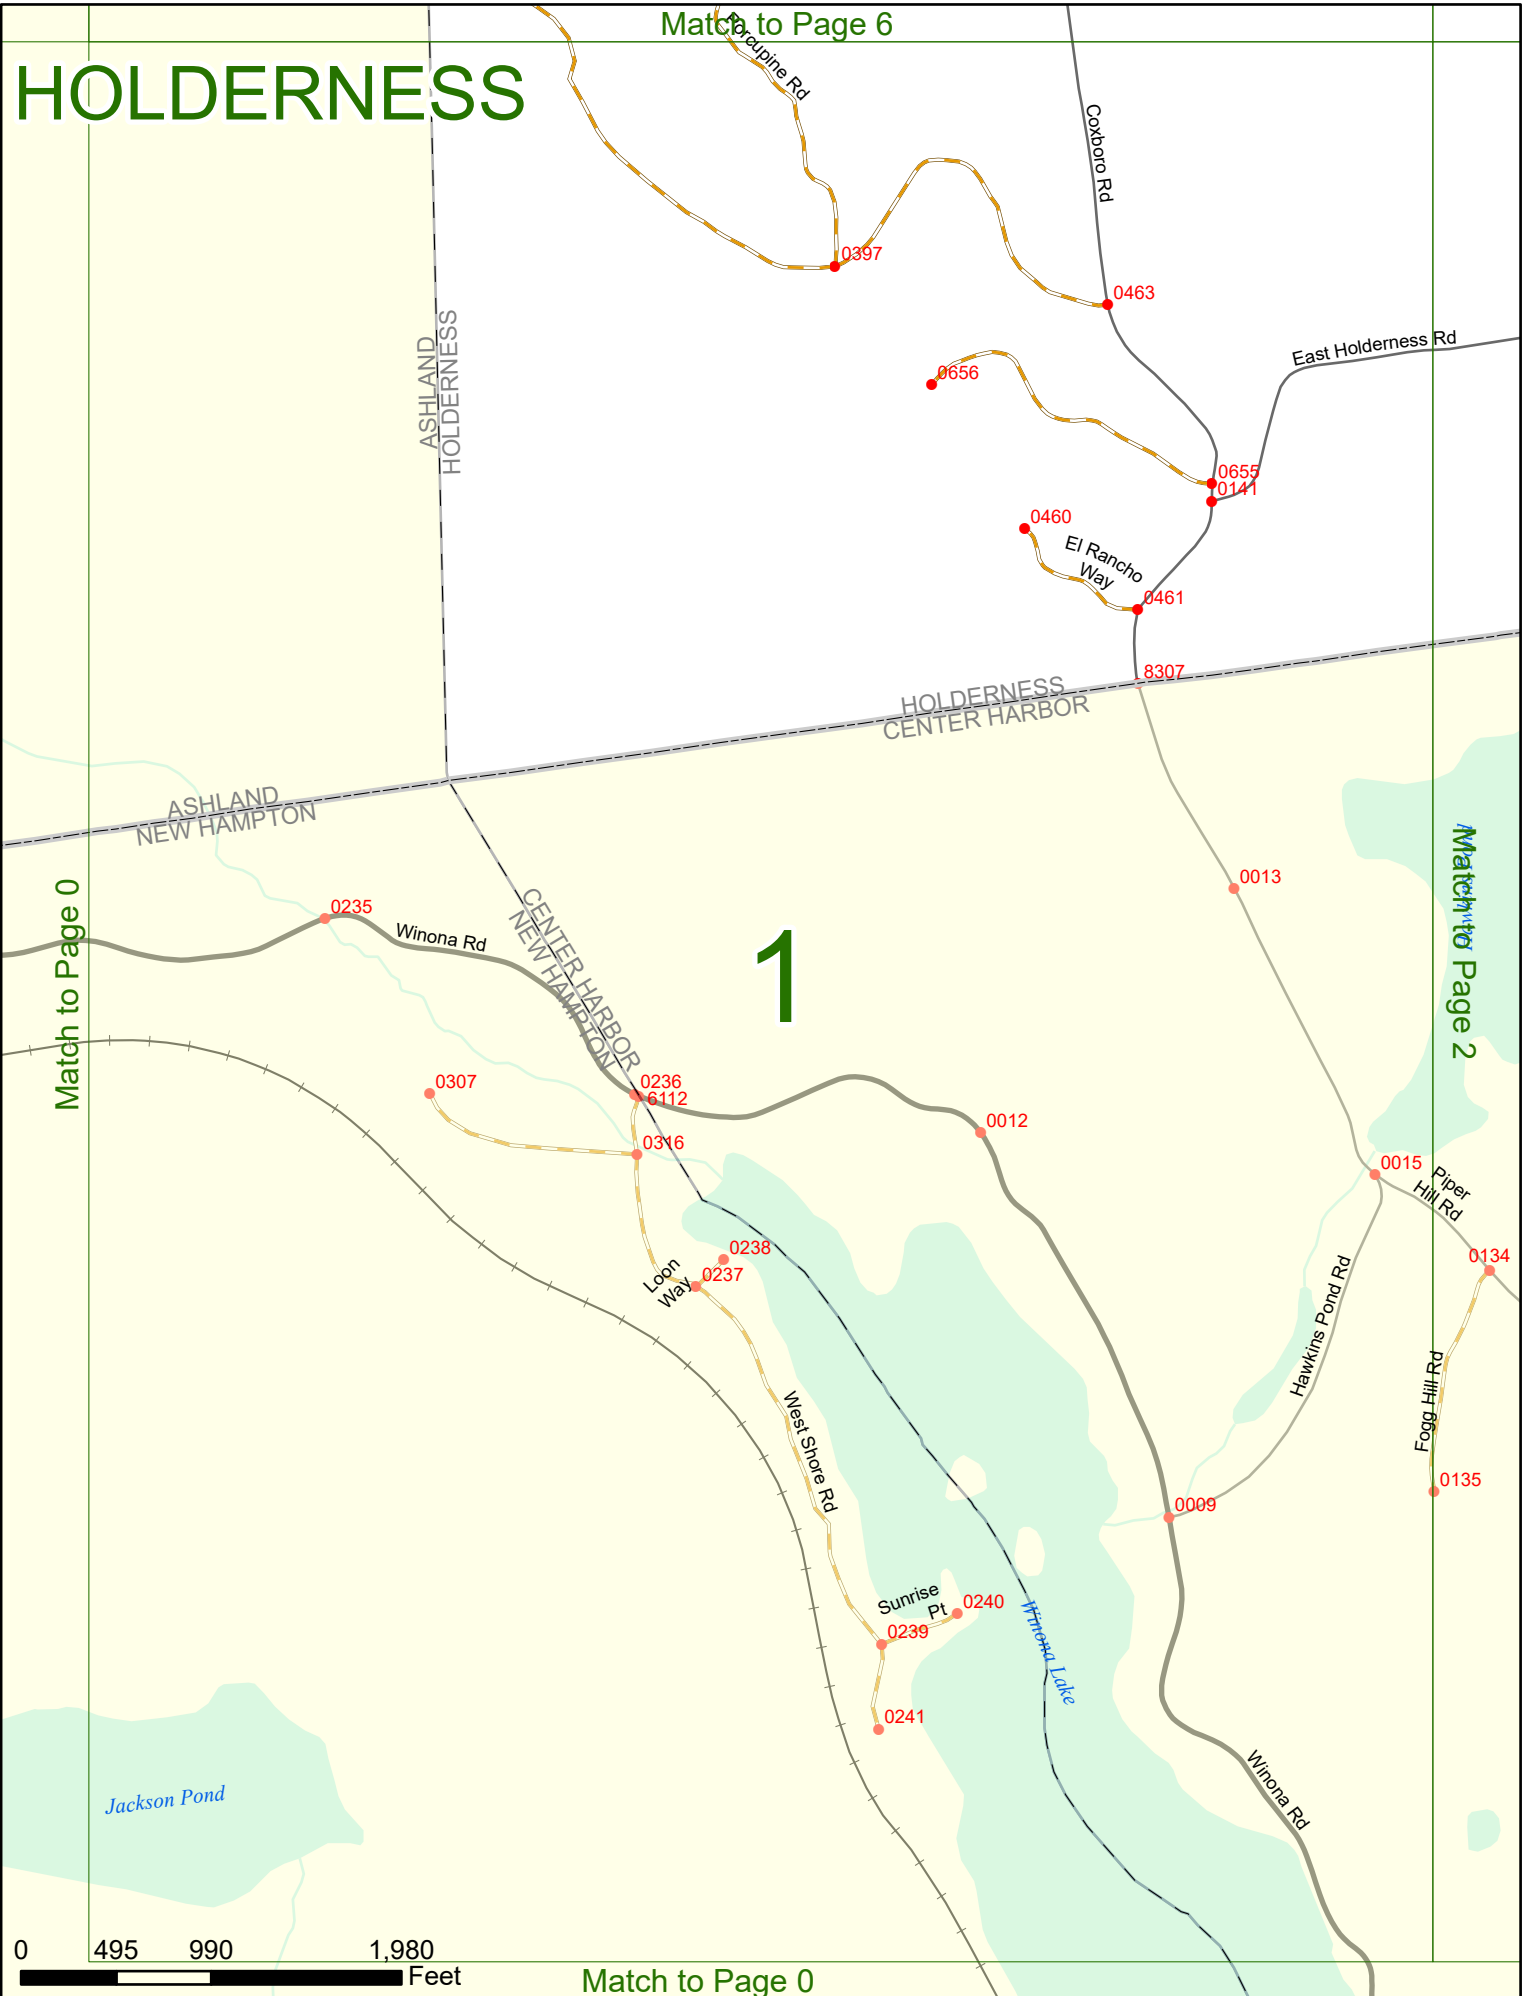 Match to Page 6
HOLDERNESS
Porcupine Rd
Coxboro Rd
0397
0463
East Holderness Rd
ASHLAND
HOLDERNESS
0656
0655
0141
0460
El Rancho
Way
0461
8307
HOLDERNESS
CENTER HARBOR
ASHLAND
NEW HAMPTON
0013
Match to Page 2
Match to Page 0
0235
Winona Rd
CENTER HARBOR
NEW HAMPTON
1
0307
0236
6112
0012
0316
0015
Piper
Hill Rd
0238
0237
Loon
Way
0134
Hawkins Pond Rd
Fogg Hill Rd
West Shore Rd
0135
0009
Sunrise
Pt
0240
0239
Winona Lake
0241
Winona Rd
Jackson Pond
0 495 990 1,980
Feet
Match to Page 0